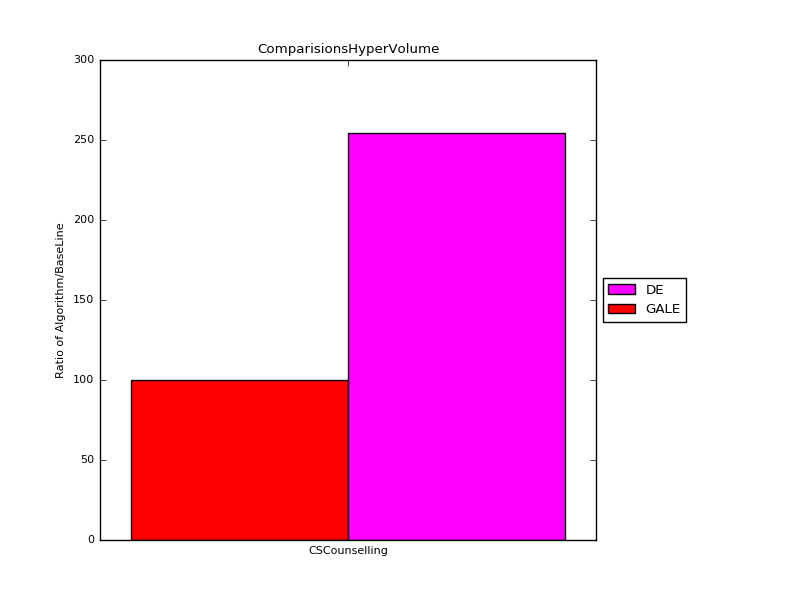 ComparisionsHyperVolume
300
250
200
150
100
50
0
Ratio of Algorithm/BaseLine
CSCounselling
DE
GALE